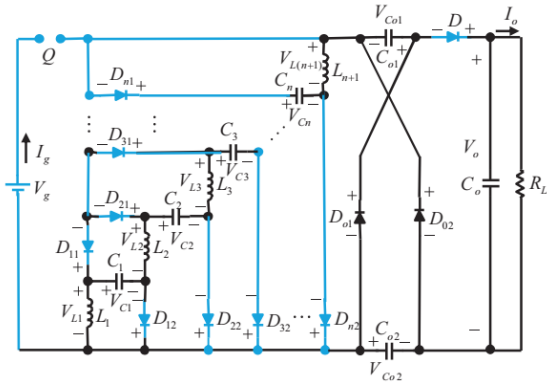 V_Co1
I_o
Q
− D_n1 +
V_L(n+1)
+
−
L_n+1
− C_o1 +
− D +
C_n
+ −
V_Cn
+
⋮ ⋮
⋯
I_g
V_g
− D_31 +
C_3
+ −
V_C3
+
V_L3
L_3
−
V_o
C_o
R_L
− D_21 +
C_2
+ −
V_C2
−
D_11
+
+
V_L2
L_2
−
+
D_o1
−
+
D_02
−
C_1
+ −
V_C1
+
V_L1
L_1
−
−
D_12
+
−
D_22
+
−
D_32
+
⋯
−
D_n2
+
C_o2
+ −
V_Co2
−